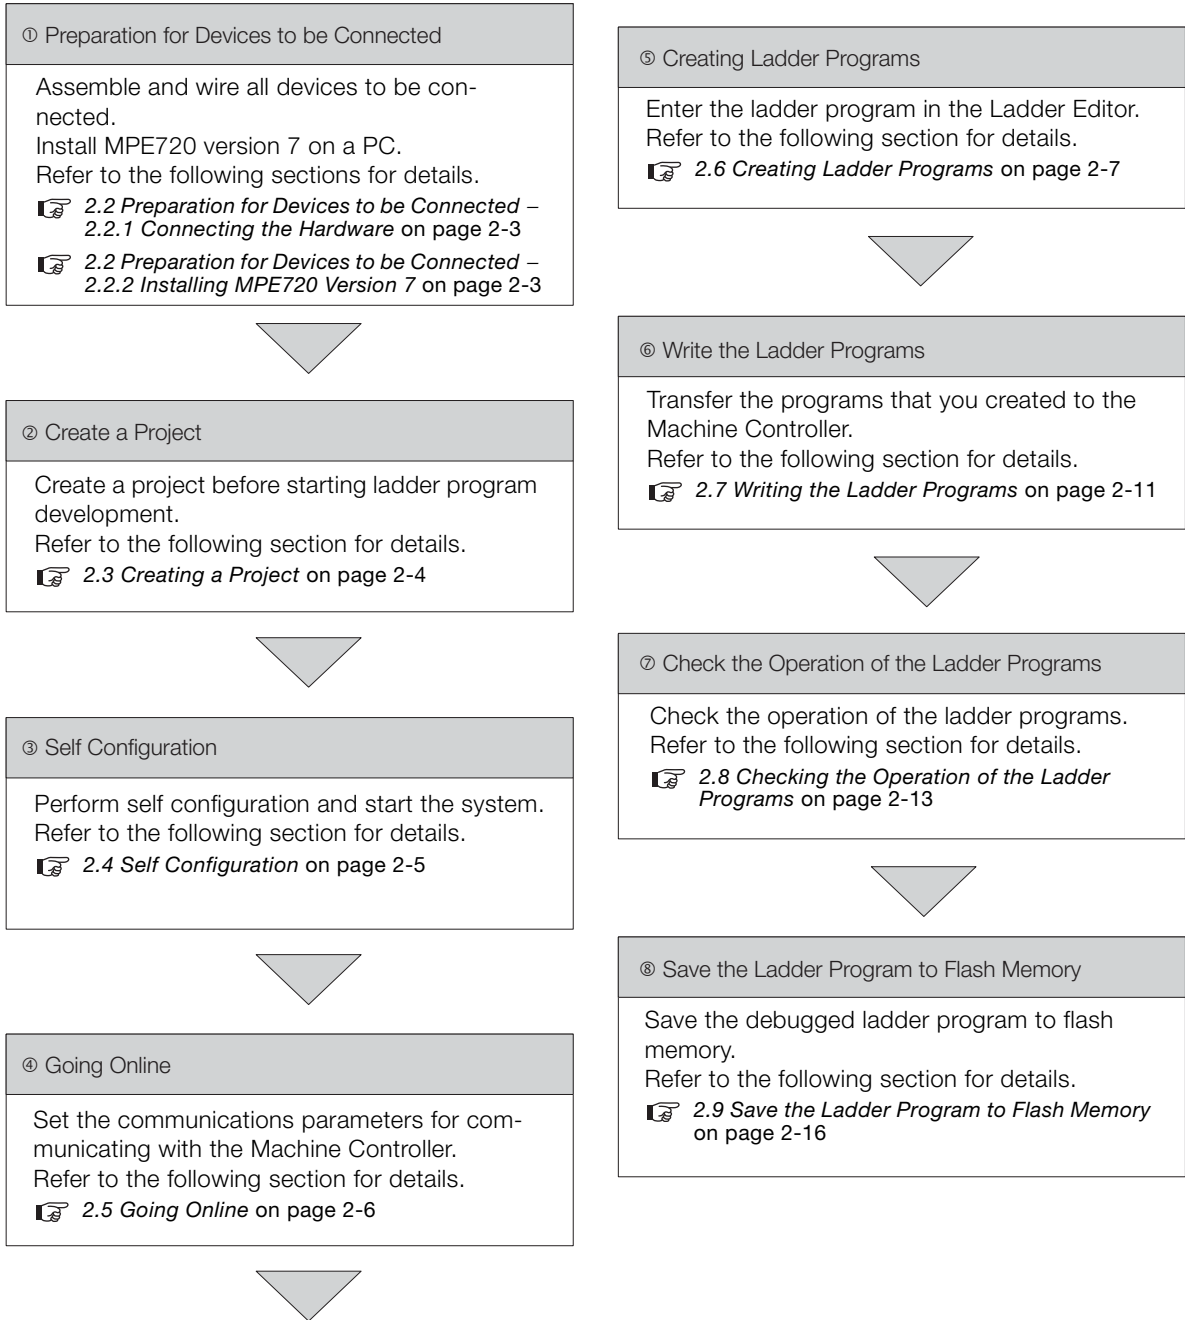 ① Preparation for Devices to be Connected
Assemble and wire all devices to be con-
nected.
Install MPE720 version 7 on a PC.
Refer to the following sections for details.
2.2 Preparation for Devices to be Connected –
2.2.1 Connecting the Hardware on page 2-3
2.2 Preparation for Devices to be Connected –
2.2.2 Installing MPE720 Version 7 on page 2-3
② Create a Project
Create a project before starting ladder program
development.
Refer to the following section for details.
2.3 Creating a Project on page 2-4
③ Self Configuration
Perform self configuration and start the system.
Refer to the following section for details.
2.4 Self Configuration on page 2-5
④ Going Online
Set the communications parameters for com-
municating with the Machine Controller.
Refer to the following section for details.
2.5 Going Online on page 2-6
⑤ Creating Ladder Programs
Enter the ladder program in the Ladder Editor.
Refer to the following section for details.
2.6 Creating Ladder Programs on page 2-7
⑥ Write the Ladder Programs
Transfer the programs that you created to the
Machine Controller.
Refer to the following section for details.
2.7 Writing the Ladder Programs on page 2-11
⑦ Check the Operation of the Ladder Programs
Check the operation of the ladder programs.
Refer to the following section for details.
2.8 Checking the Operation of the Ladder
Programs on page 2-13
⑧ Save the Ladder Program to Flash Memory
Save the debugged ladder program to flash
memory.
Refer to the following section for details.
2.9 Save the Ladder Program to Flash Memory
on page 2-16